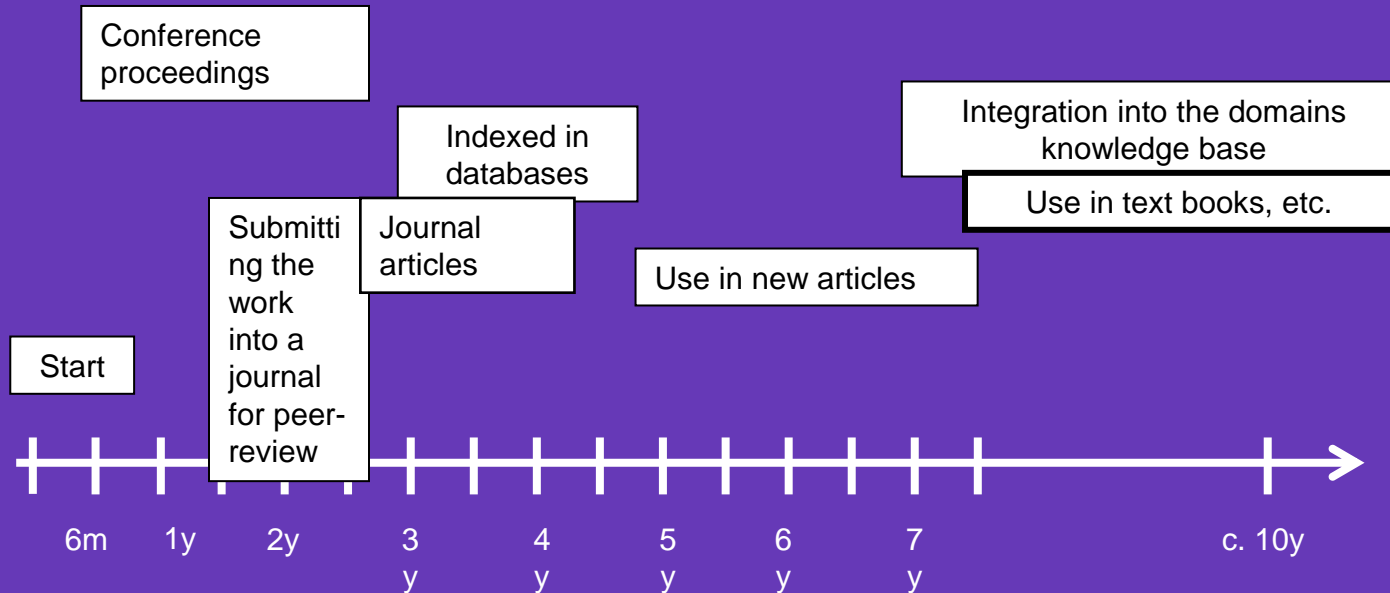 Conference
proceedings
Indexed in
databases
Integration into the domains
knowledge base
Use in text books, etc.
Submitti
ng the
work
into a
journal
for peer-
review
Journal
articles
Use in new articles
Start
6m
1y
2y
3
y
4
y
5
y
6
y
7
y
c. 10y